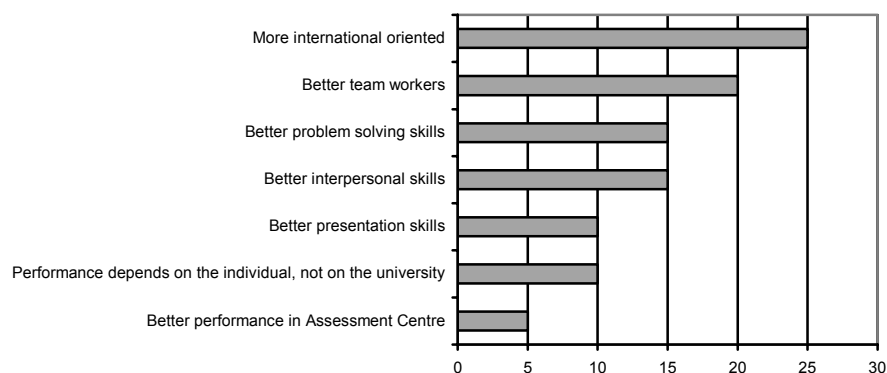 More international oriented
Better team workers
Better problem solving skills
Better interpersonal skills
Better presentation skills
Performance depends on the individual, not on the university
Better performance in Assessment Centre
0 5 10 15 20 25 30